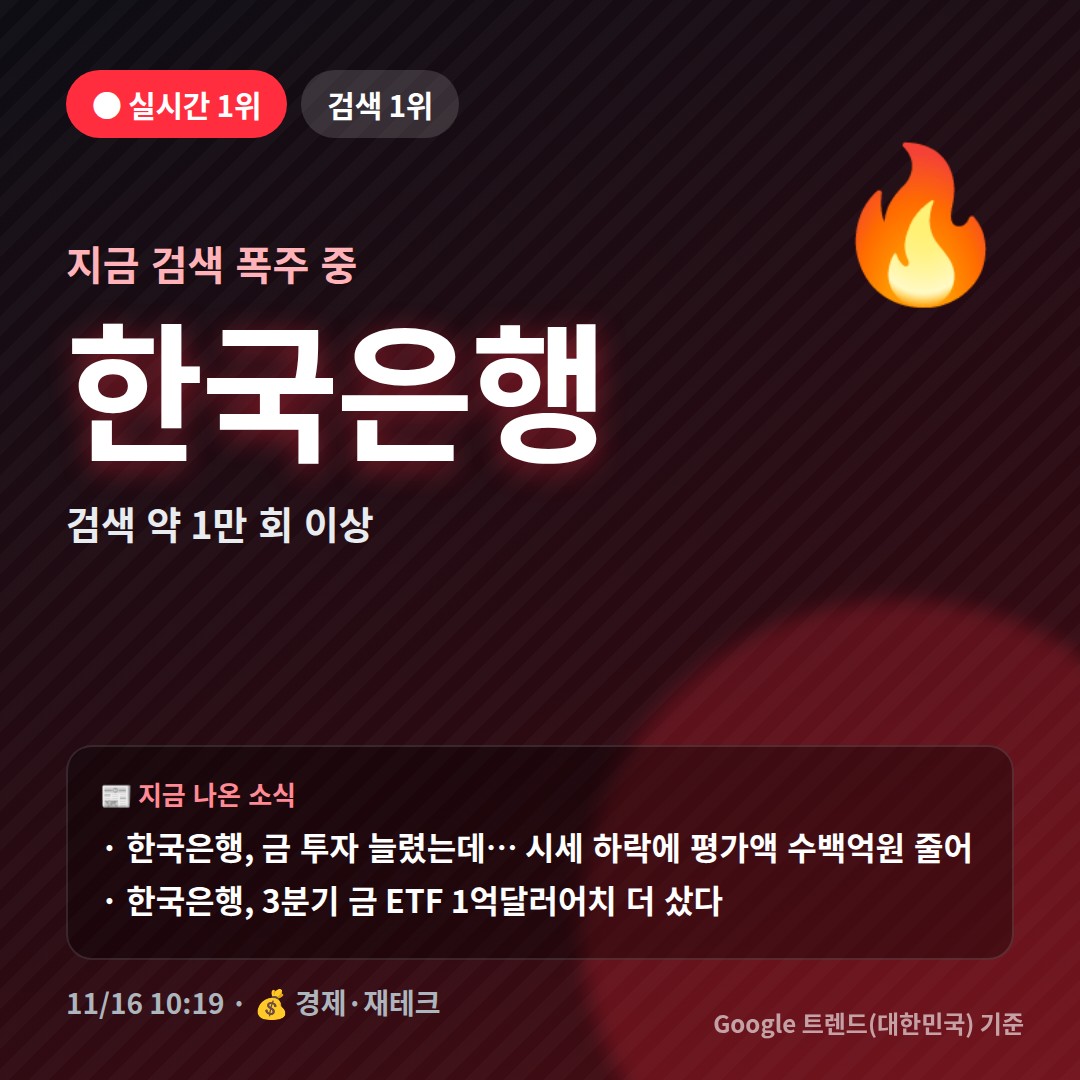 실시간 1위
검색 1위
지금 검색 폭주 중
한국은행
검색 약 1만 회 이상
지금 나온 소식
· 한국은행, 금 투자 늘렸는데… 시세 하락에 평가액 수백억원 줄어
· 한국은행, 3분기 금 ETF 1억달러어치 더 샀다
11/16 10:19 · 💰 경제·재테크
Google 트렌드(대한민국) 기준